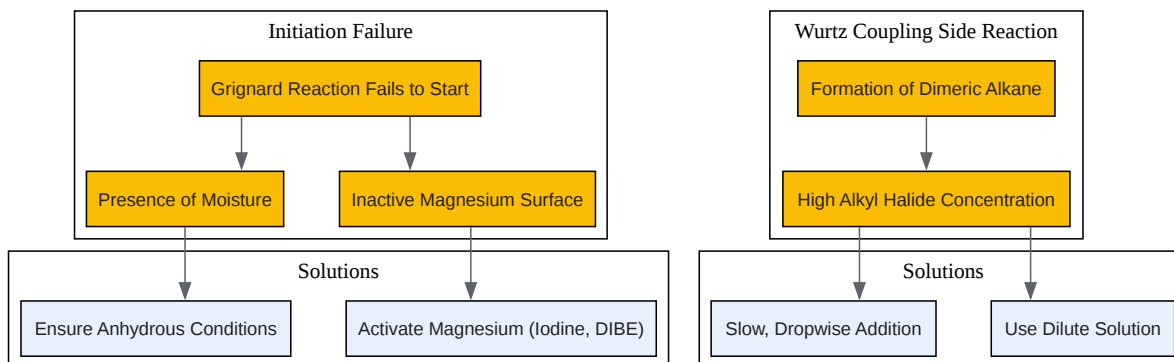 Initiation Failure
Grignard Reaction Fails to Start
Presence of Moisture
Inactive Magnesium Surface
Solutions
Ensure Anhydrous Conditions
Activate Magnesium (Iodine, DIBE)
Wurtz Coupling Side Reaction
Formation of Dimeric Alkane
High Alkyl Halide Concentration
Solutions
Slow, Dropwise Addition
Use Dilute Solution